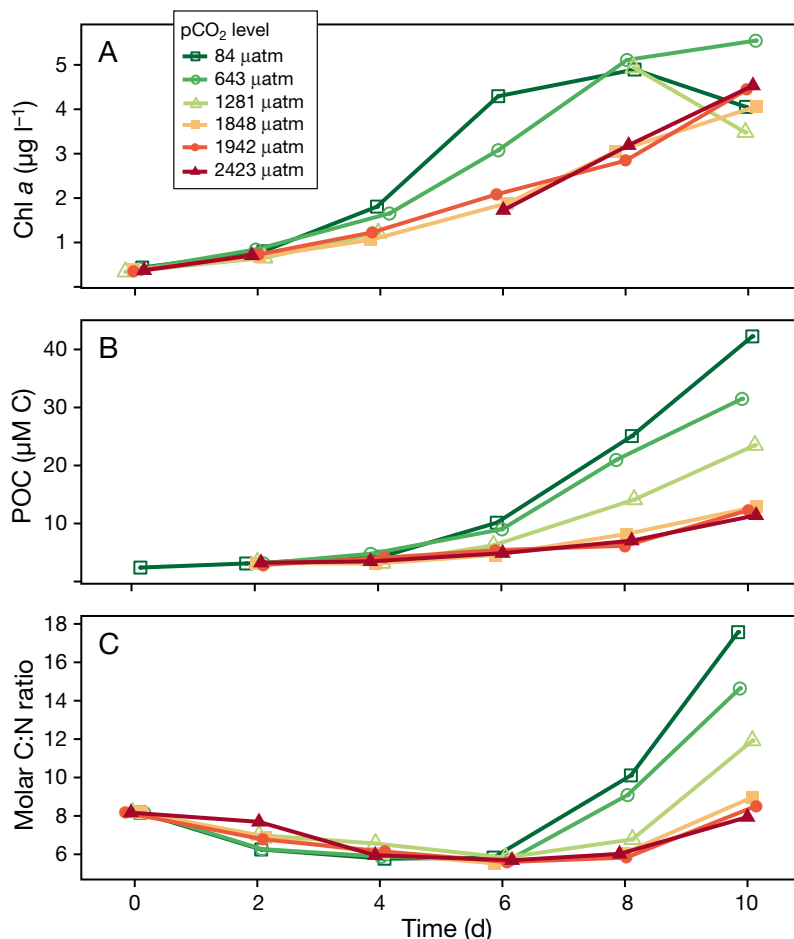 A
pCO₂ level
84 μatm
643 μatm
1281 μatm
1848 μatm
1942 μatm
2423 μatm
Chl a (μg l⁻¹)
5
4
3
2
1
B
POC (μM C)
40
30
20
10
C
Molar C:N ratio
18
16
14
12
10
8
6
0 2 4 6 8 10
Time (d)